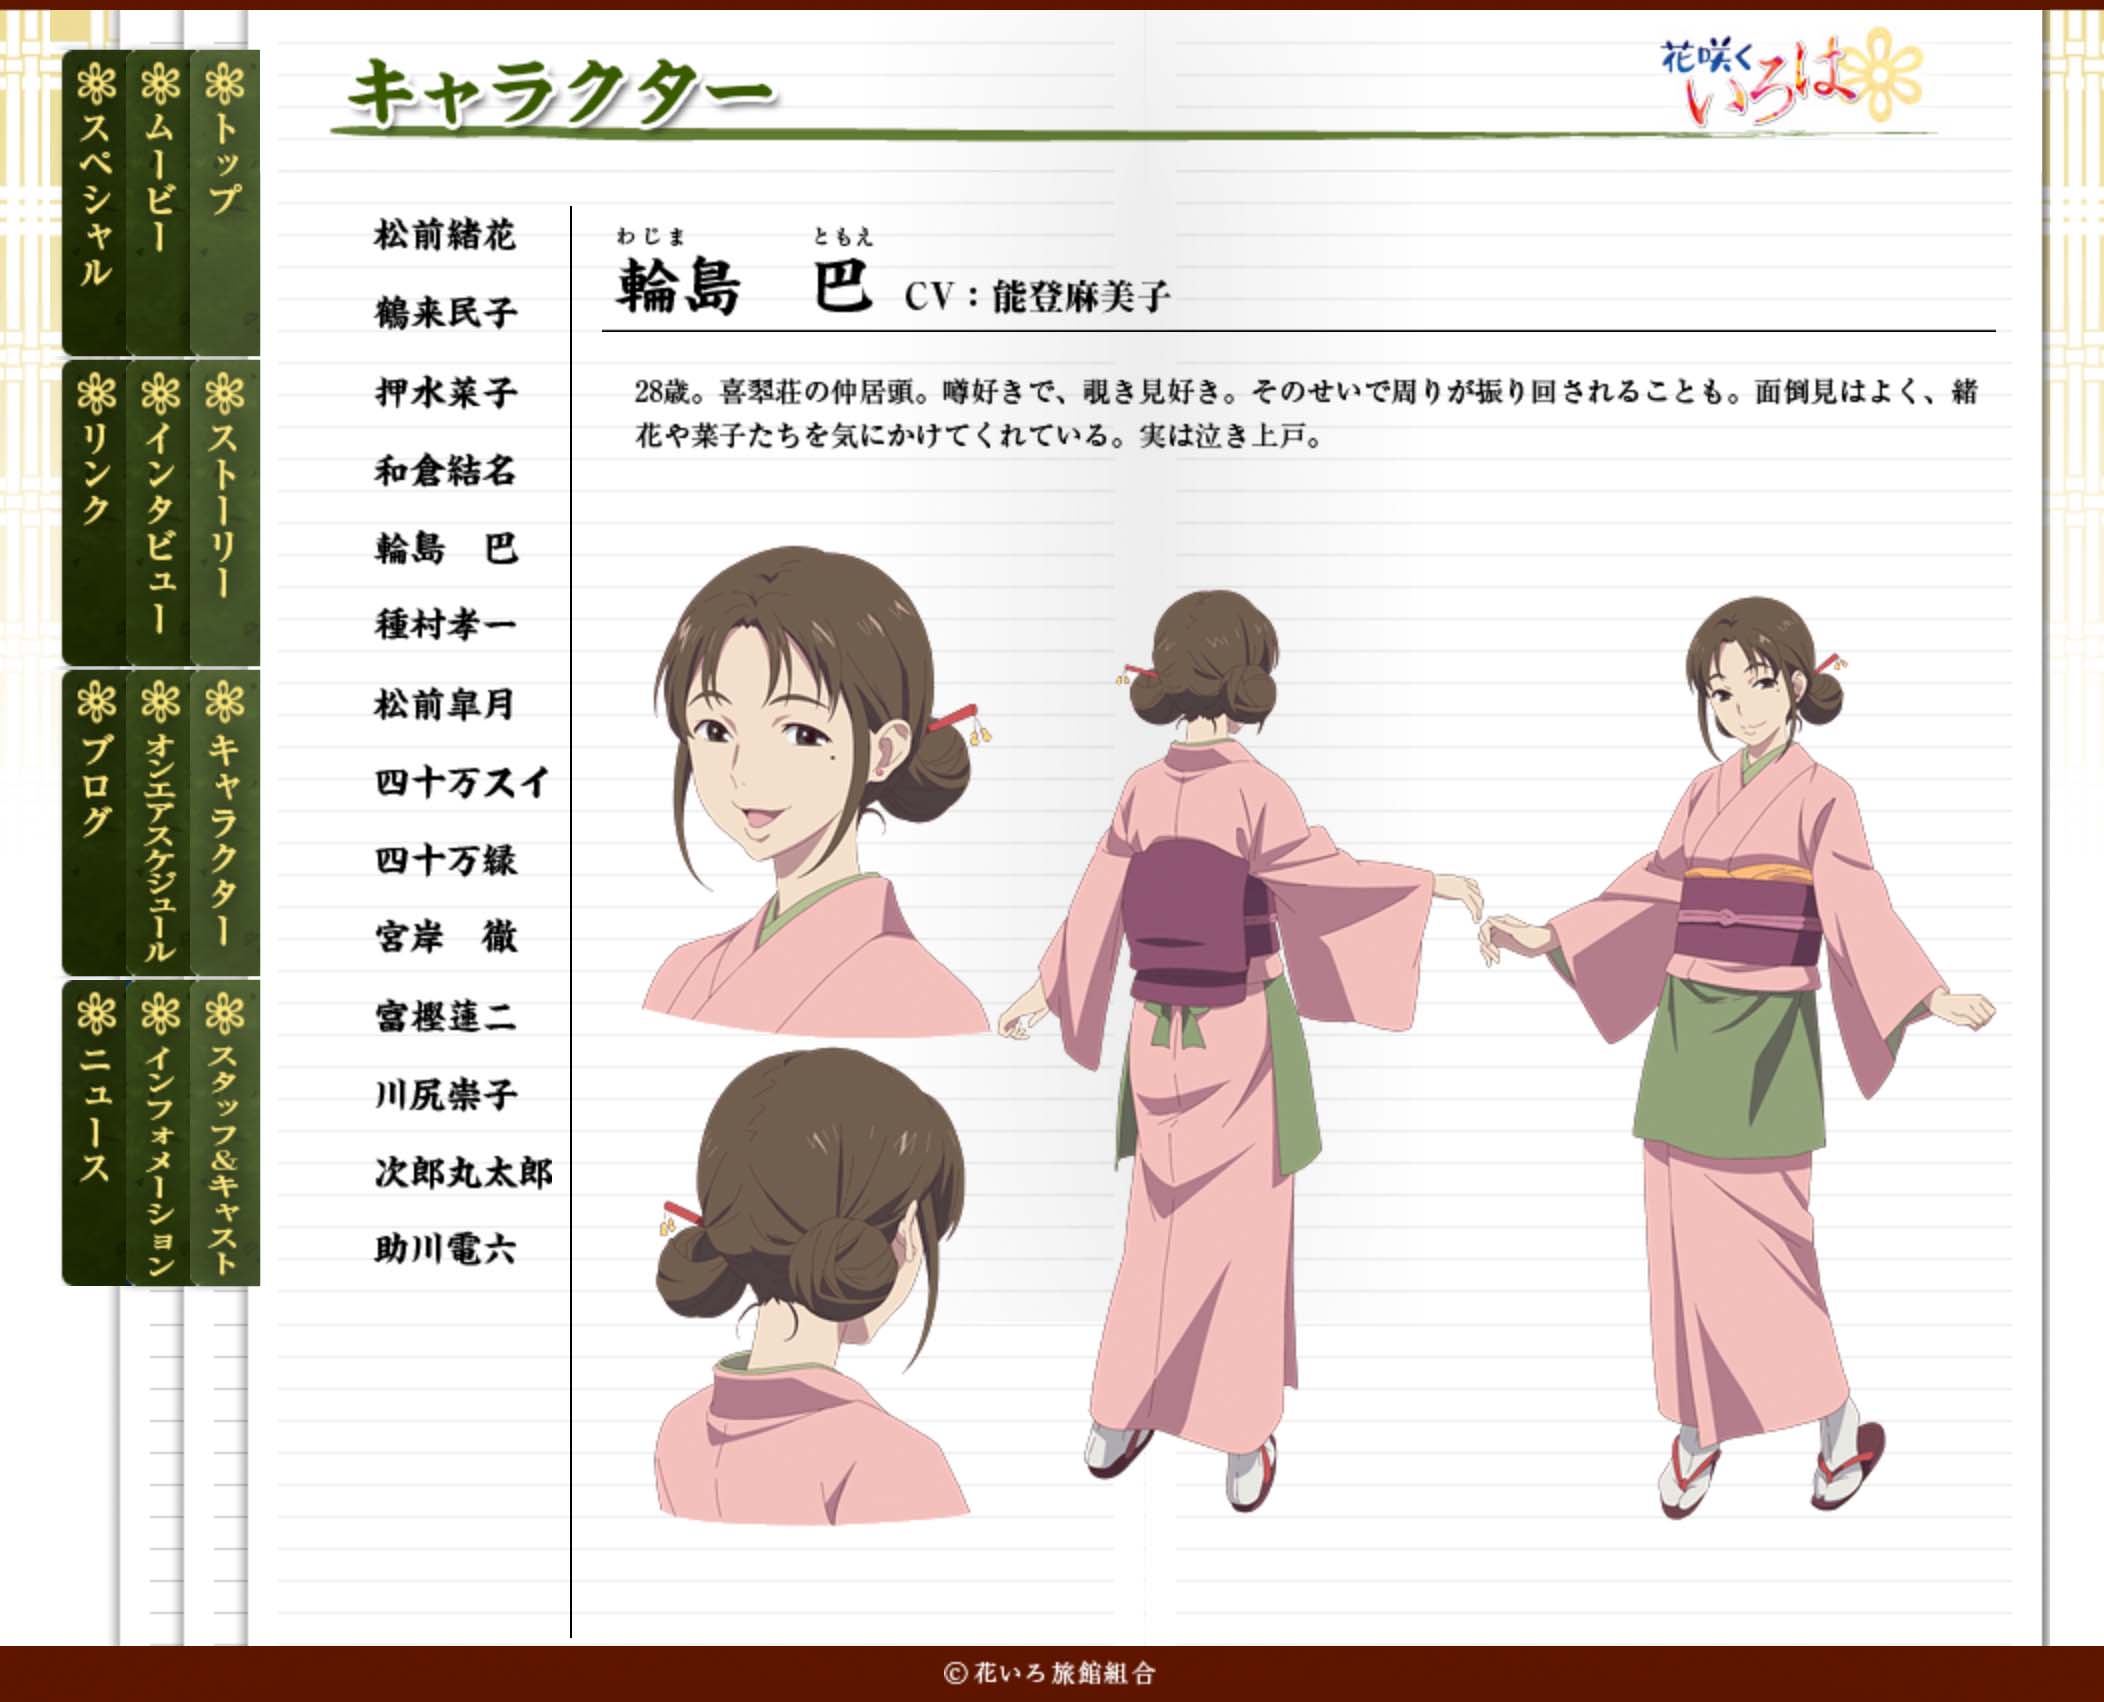 キャラクター
花咲くいろは
トップ
ムービー
スペシャル
ストーリー
インタビュー
リンク
キャラクター
オンエアスケジュール
ブログ
スタッフ&キャスト
インフォメーション
ニュース
松前緒花
鶴来民子
押水菜子
和倉結名
輪島　巴
種村孝一
松前皐月
四十万スイ
四十万縁
宮岸　徹
富樫蓮二
川尻崇子
次郎丸太郎
助川電六
わじま　ともえ
輪島　巴 CV：能登麻美子
28歳。喜翆荘の仲居頭。噂好きで、覗き見好き。そのせいで周りが振り回されることも。面倒見はよく、緒
花や菜子たちを気にかけてくれている。実は泣き上戸。
©花いろ旅館組合